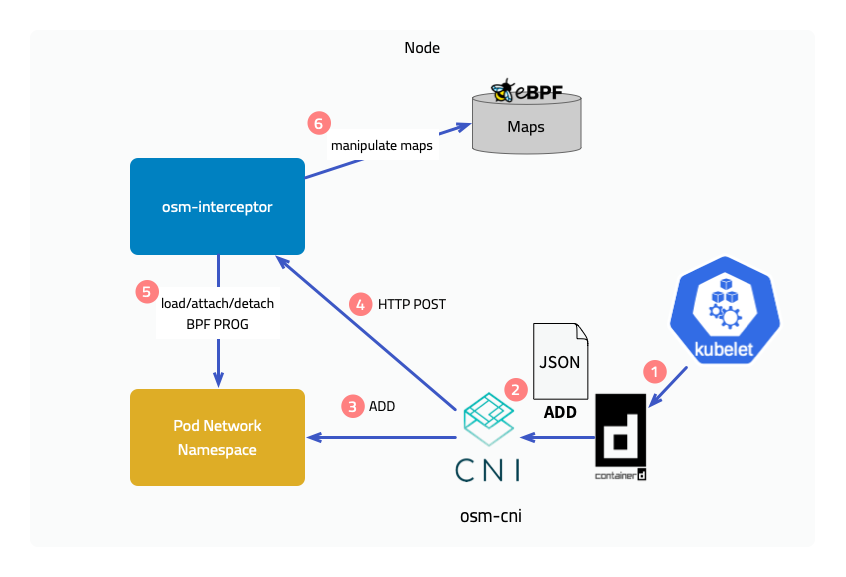 Node
eBPF
Maps
6
manipulate maps
osm-interceptor
5
load/attach/detach
BPF PROG
4
HTTP POST
kubelet
1
JSON
2
ADD
3
ADD
Pod Network
Namespace
d
containerd
CNI
osm-cni